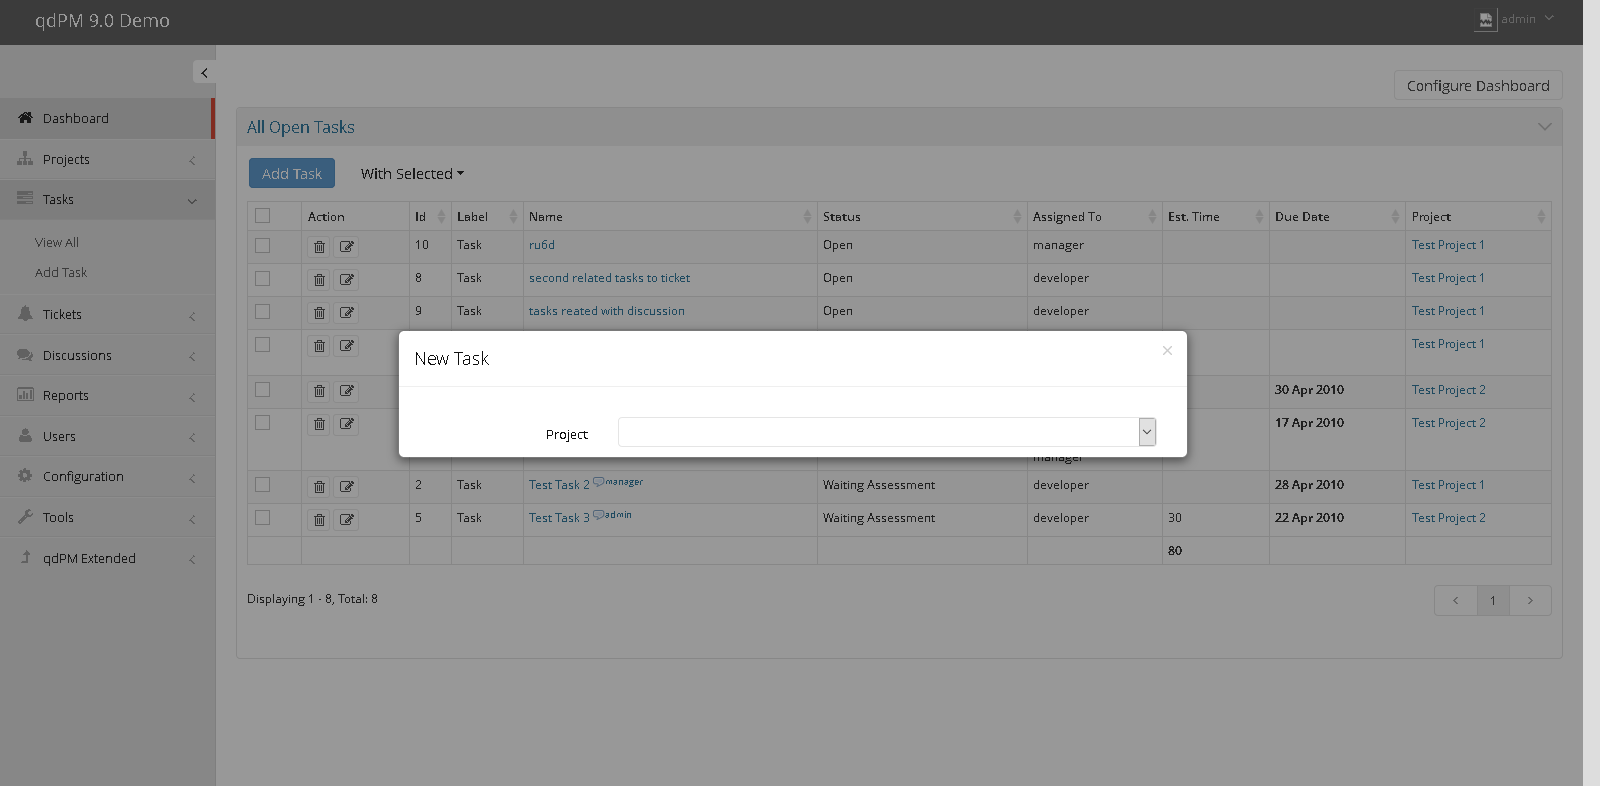 qdPM 9.0 Demo
admin
Configure Dashboard
Dashboard
Projects
Tasks
View All
Add Task
Tickets
Discussions
Reports
Users
Configuration
Tools
qdPM Extended
All Open Tasks
Add Task With Selected
Action Id Label Name Status Assigned To Est. Time Due Date Project
10 Task ru6d Open manager Test Project 1
8 Task second related tasks to ticket Open developer Test Project 1
9 Task tasks reated with discussion Open developer Test Project 1
Test Project 1
30 Apr 2010 Test Project 2
17 Apr 2010 Test Project 2
manager
2 Task Test Task 2 manager Waiting Assessment developer 28 Apr 2010 Test Project 1
5 Task Test Task 3 admin Waiting Assessment developer 30 22 Apr 2010 Test Project 2
80
Displaying 1 - 8, Total: 8
1
New Task
×
Project